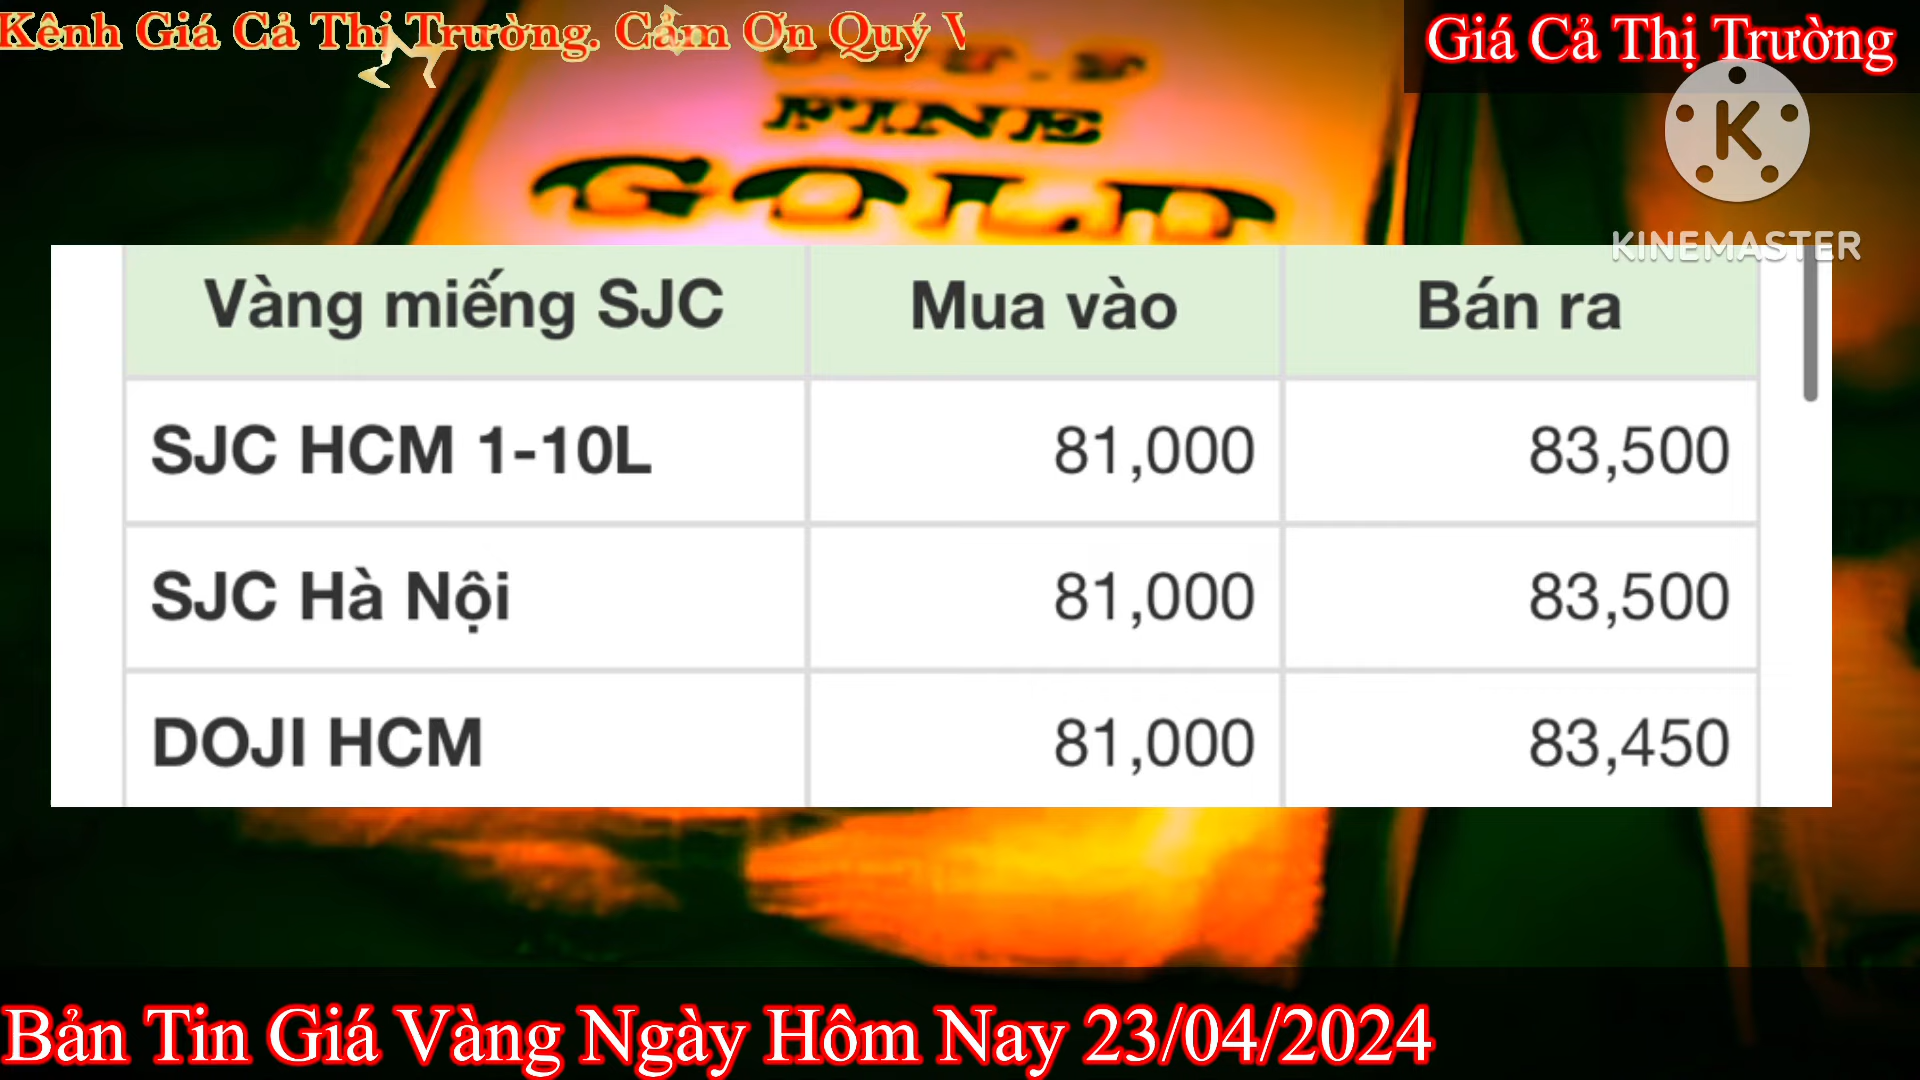 Kênh Giá Cả Thị Trường. Cảm Ơn Quý
Giá Cả Thị Trường
FINE
GOLD
K
KINEMASTER
Vàng miếng SJC Mua vào Bán ra
SJC HCM 1-10L 81,000 83,500
SJC Hà Nội 81,000 83,500
DOJI HCM 81,000 83,450
Bản Tin Giá Vàng Ngày Hôm Nay 23/04/2024